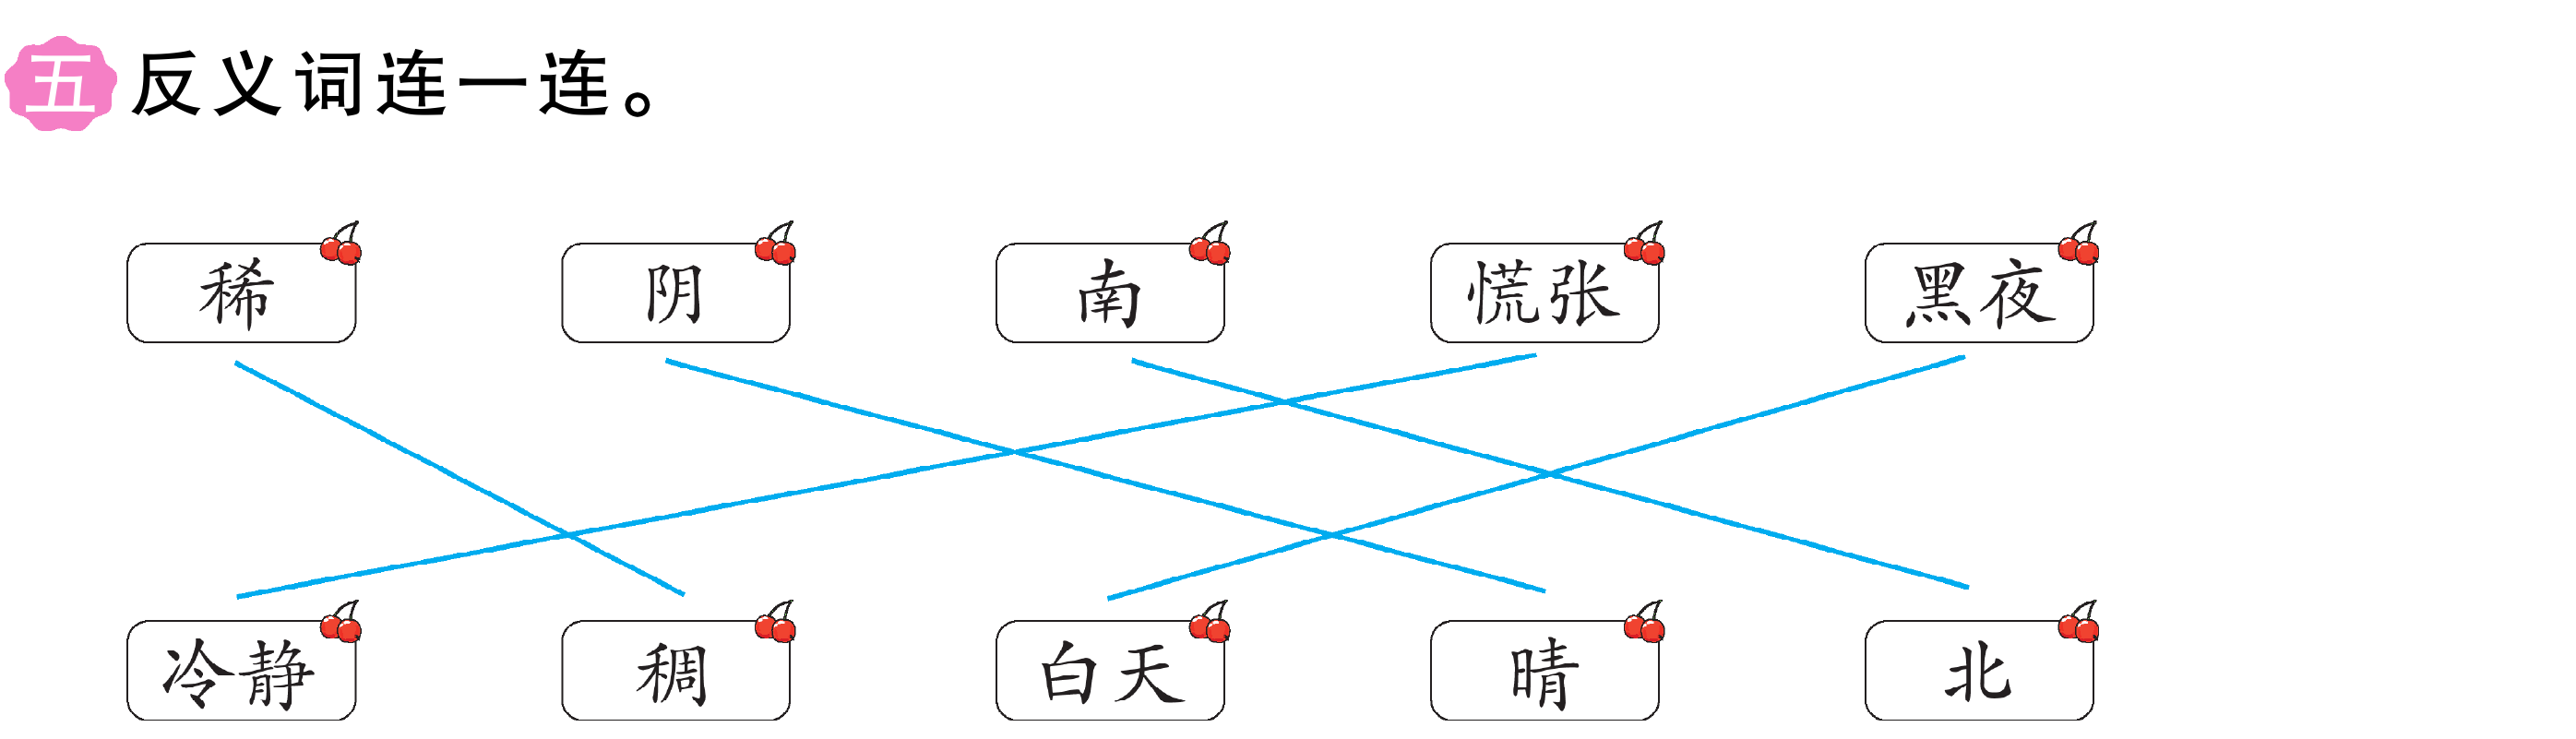 五 反义词连一连。
稀 阴 南 慌张 黑夜
冷静 稠 白天 晴 北